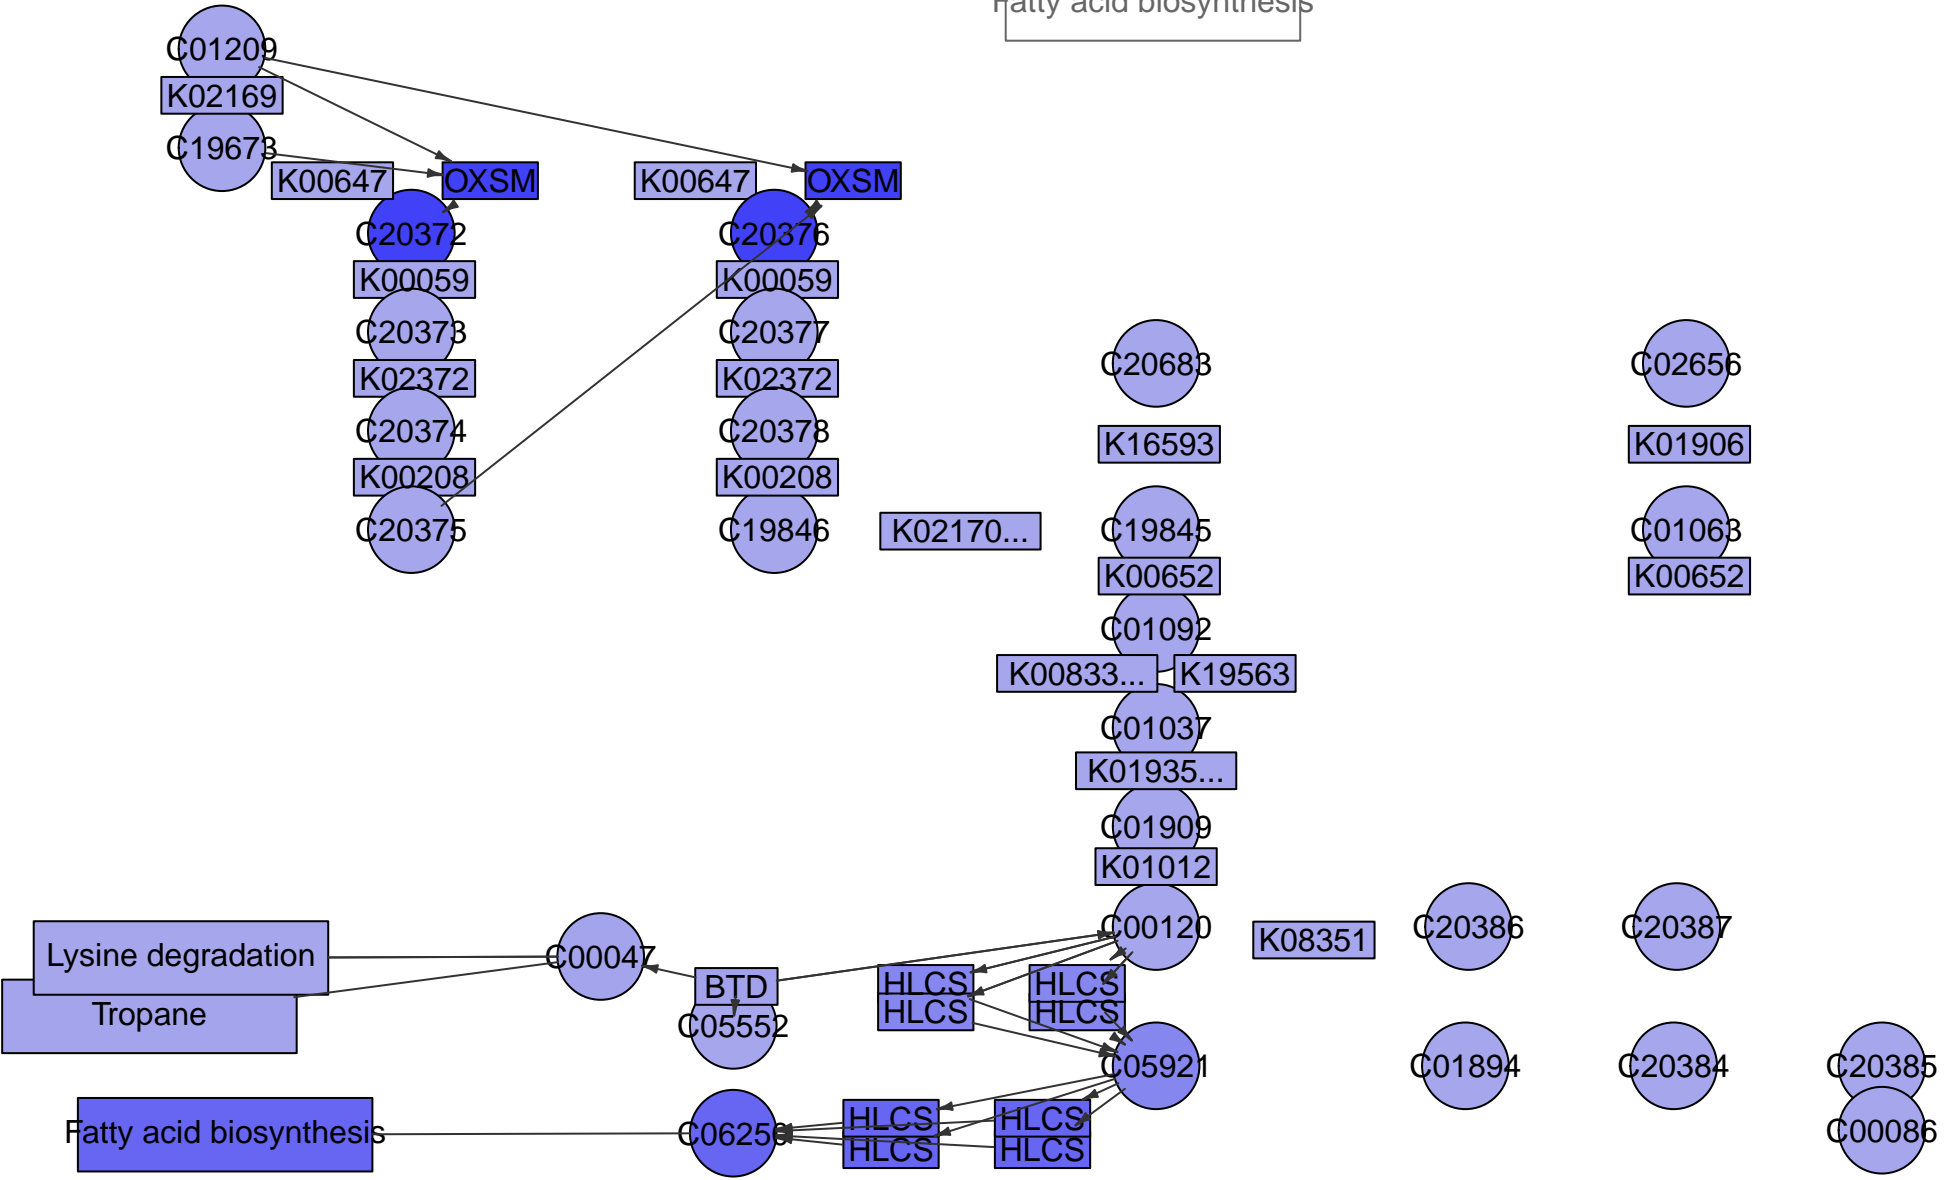 Fatty acid biosynthesis
C01209
K02169
C19673
K00647
OXSM
K00647
OXSM
C20372
C20376
K00059
K00059
C20373
C20377
C20683
C02656
K02372
K02372
C20374
C20378
K16593
K01906
K00208
K00208
C20375
C19846
K02170...
C19845
C01063
K00652
K00652
C01092
K00833...
K19563
C01037
K01935...
C01909
K01012
C00120
K08351
C20386
C20387
Lysine degradation
C00047
BTD
HLCS
HLCS
Tropane
C05552
HLCS
HLCS
C05921
C01894
C20384
C20385
Fatty acid biosynthesis
C06250
HLCS
HLCS
C00086
HLCS
HLCS